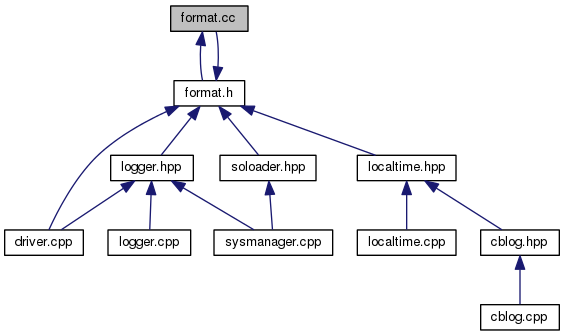 format.cc
format.h
logger.hpp
soloader.hpp
localtime.hpp
driver.cpp
logger.cpp
sysmanager.cpp
localtime.cpp
cblog.hpp
cblog.cpp